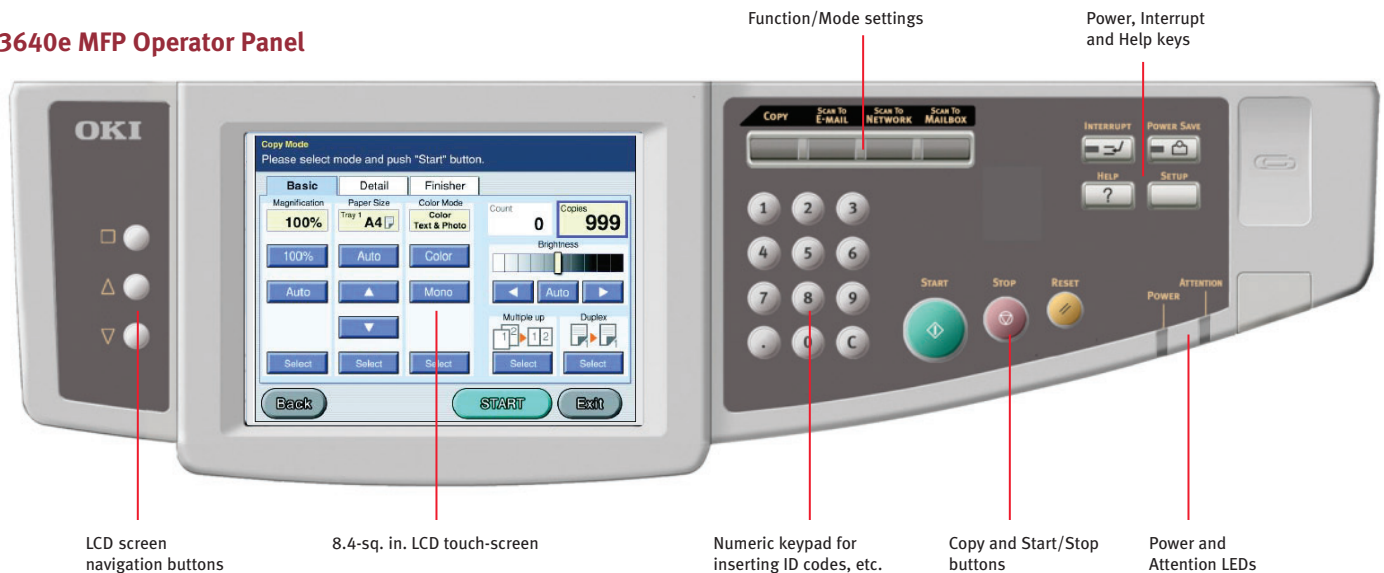 Function/Mode settings
Power, Interrupt
and Help keys
3640e MFP Operator Panel
OKI
Copy Mode
Please select mode and push "Start" button.
Basic Detail Finisher
Magnification Paper Size Color Mode
100% Tray 1 A4 Color
Text & Photo
Count 0 Copies 999
Brightness
100% Auto Color
Auto Mono Auto
Multiple up Duplex
1 2 1 2 1 1
Select Select Select Select Select
Back START Exit
COPY SCAN TO E-MAIL SCAN TO NETWORK SCAN TO MAILBOX
INTERRUPT POWER SAVE
HELP SETUP
?
1 2 3
4 5 6
7 8 9
. 0 C
START STOP RESET
POWER ATTENTION
LCD screen
navigation buttons
8.4-sq. in. LCD touch-screen
Numeric keypad for
inserting ID codes, etc.
Copy and Start/Stop
buttons
Power and
Attention LEDs